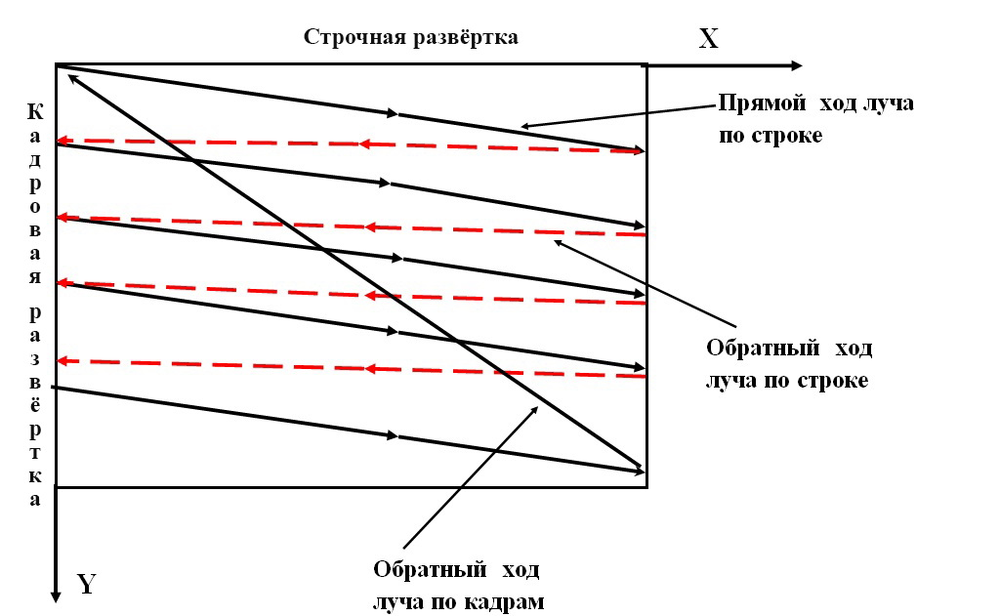 Строчная развёртка
X
Прямой ход луча
по строке
Кадровая развёртка
Обратный ход
луча по строке
Обратный ход
луча по кадрам
Y